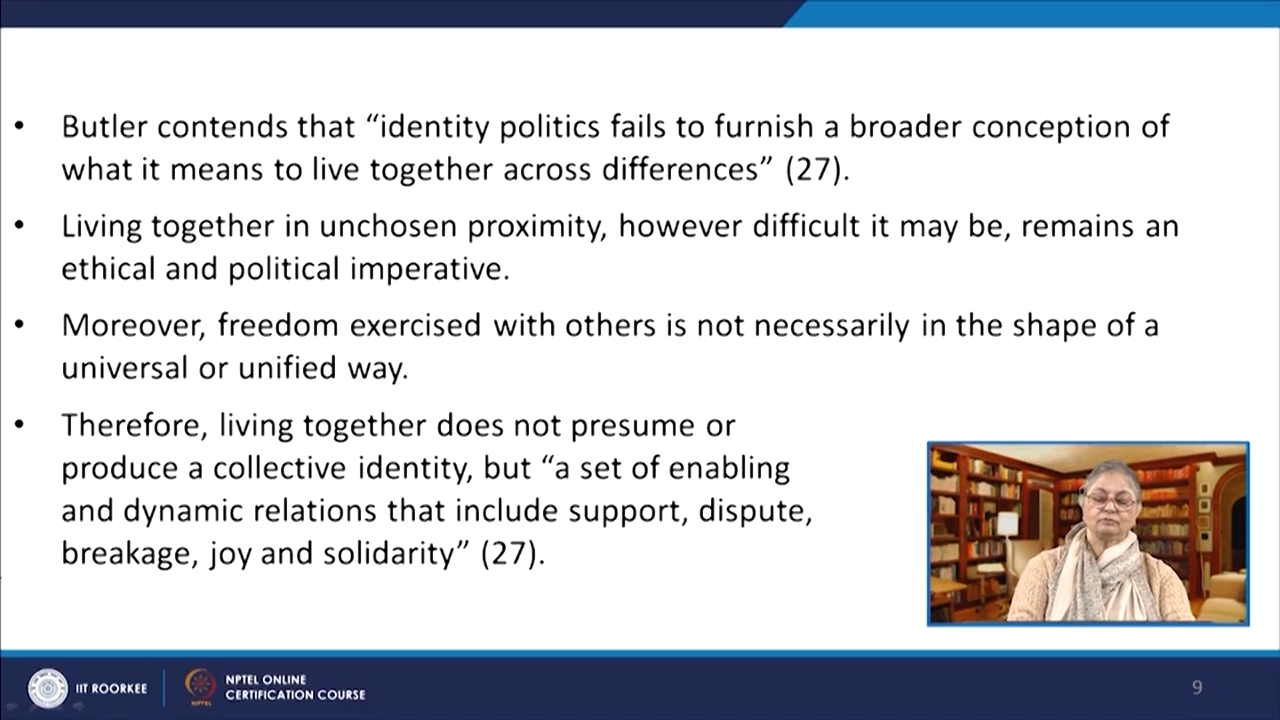 • Butler contends that “identity politics fails to furnish a broader conception of
what it means to live together across differences” (27).
• Living together in unchosen proximity, however difficult it may be, remains an
ethical and political imperative.
• Moreover, freedom exercised with others is not necessarily in the shape of a
universal or unified way.
• Therefore, living together does not presume or
produce a collective identity, but “a set of enabling
and dynamic relations that include support, dispute,
breakage, joy and solidarity” (27).
IIT ROORKEE
NPTEL
NPTEL ONLINE
CERTIFICATION COURSE
9